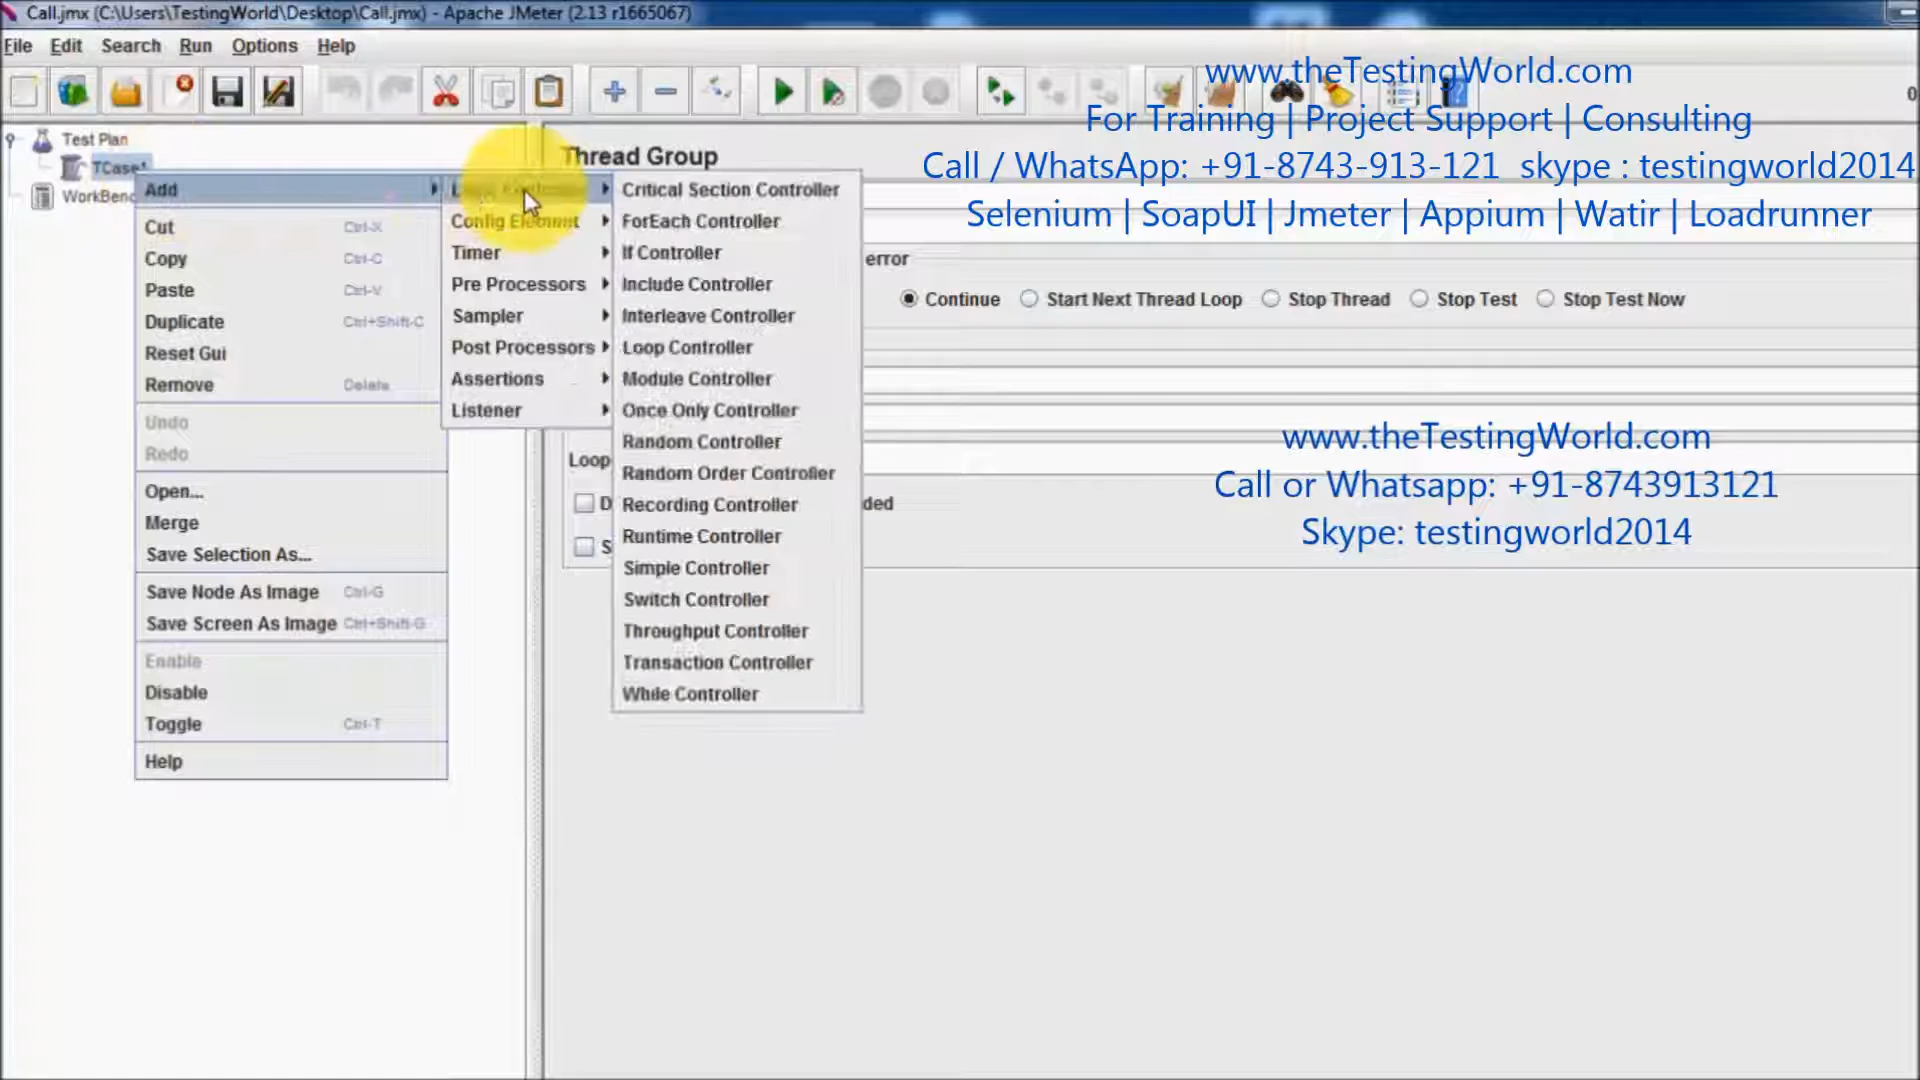 Call.jmx (C:\Users\TestingWorld\Desktop\Call.jmx) - Apache JMeter (2.13 r1665067)
File Edit Search Run Options Help
www.theTestingWorld.com
For Training | Project Support | Consulting
Call / WhatsApp: +91-8743-913-121 skype : testingworld2014
Selenium | SoapUI | Jmeter | Appium | Watir | Loadrunner
0
Test Plan
TCase1
WorkBenc
Thread Group
Add
Cut Ctrl-X
Copy Ctrl-C
Paste Ctrl-V
Duplicate Ctrl+Shift-C
Reset Gui
Remove Delete
Undo
Redo
Open...
Merge
Save Selection As...
Save Node As Image Ctrl-G
Save Screen As Image Ctrl+Shift-G
Enable
Disable
Toggle Ctrl-T
Help
Config Element
Timer
Pre Processors
Sampler
Post Processors
Assertions
Listener
Critical Section Controller
ForEach Controller
If Controller
Include Controller
Interleave Controller
Loop Controller
Module Controller
Once Only Controller
Random Controller
Random Order Controller
Recording Controller
Runtime Controller
Simple Controller
Switch Controller
Throughput Controller
Transaction Controller
While Controller
error
Continue Start Next Thread Loop Stop Thread Stop Test Stop Test Now
Loop
D
ded
S
www.theTestingWorld.com
Call or Whatsapp: +91-8743913121
Skype: testingworld2014